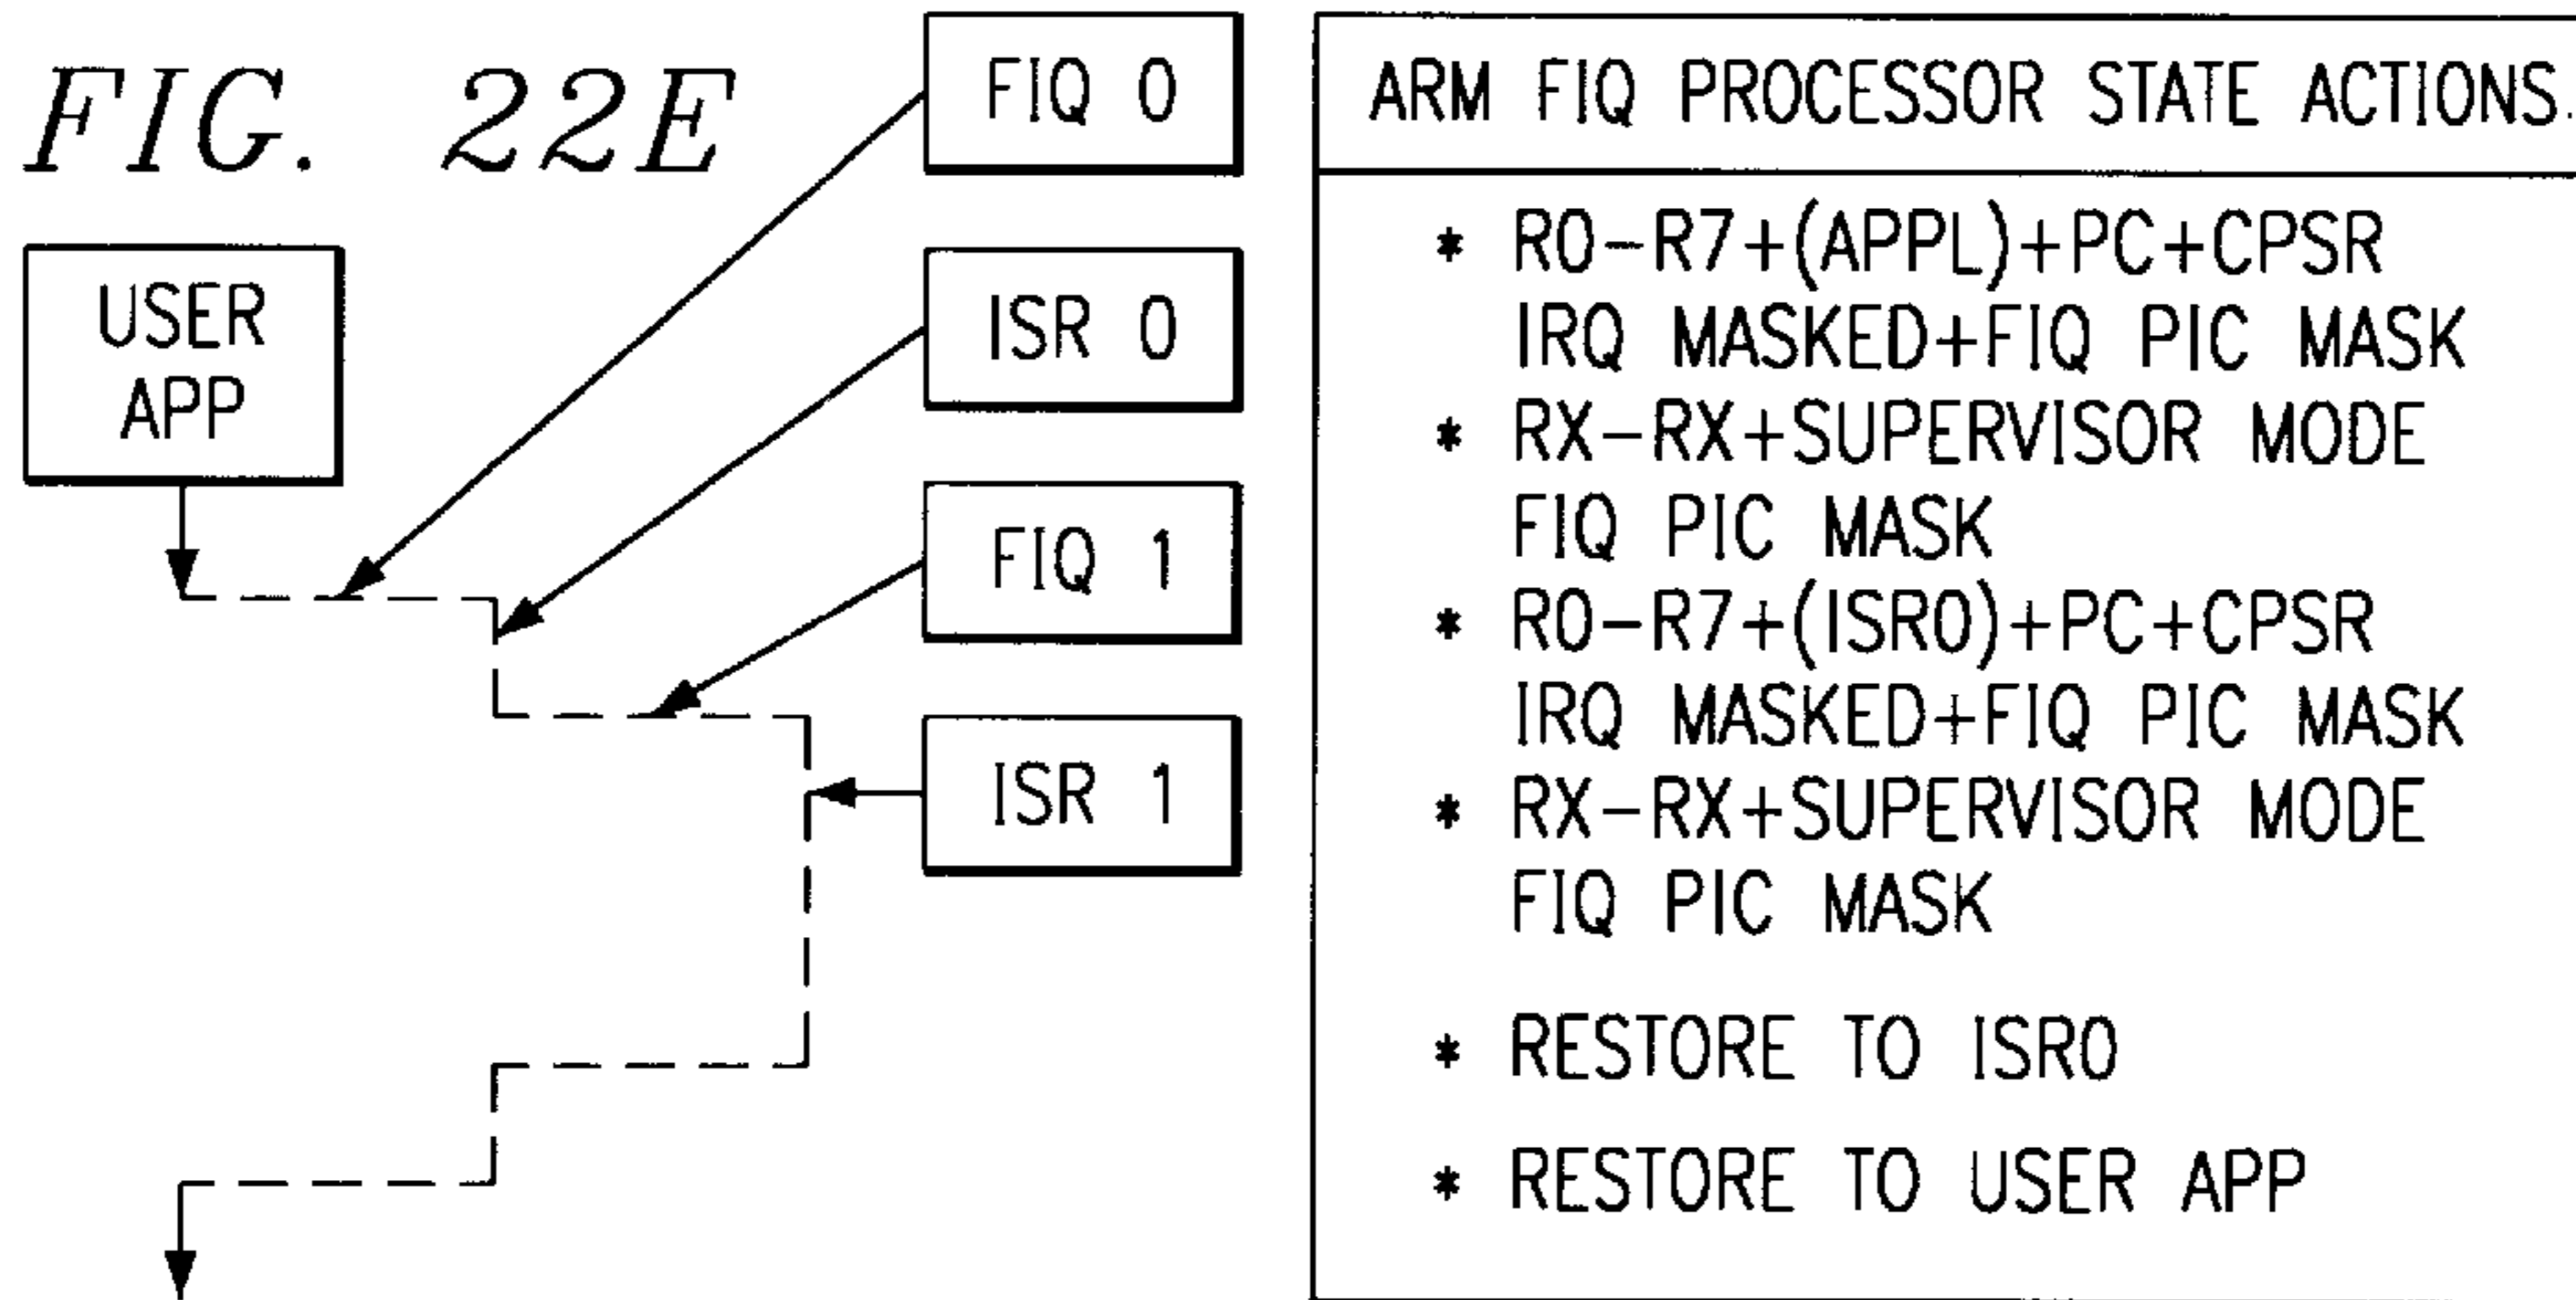 FIG. 22E
USER
APP
FIQ 0
ISR 0
FIQ 1
ISR 1
ARM FIQ PROCESSOR STATE ACTIONS.
* R0-R7+(APPL)+PC+CPSR
IRQ MASKED+FIQ PIC MASK
* RX-RX+SUPERVISOR MODE
FIQ PIC MASK
* R0-R7+(ISR0)+PC+CPSR
IRQ MASKED+FIQ PIC MASK
* RX-RX+SUPERVISOR MODE
FIQ PIC MASK
* RESTORE TO ISR0
* RESTORE TO USER APP